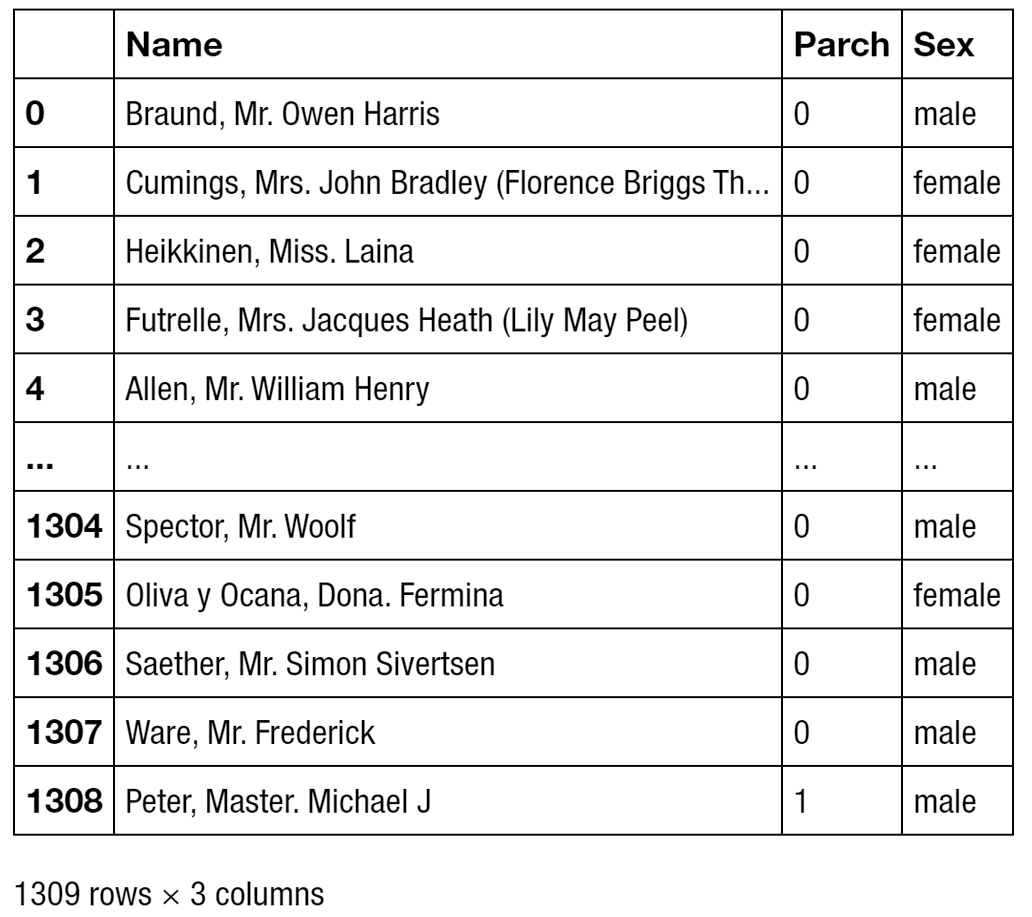 Name Parch Sex
0 Braund, Mr. Owen Harris 0 male
1 Cumings, Mrs. John Bradley (Florence Briggs Th... 0 female
2 Heikkinen, Miss. Laina 0 female
3 Futrelle, Mrs. Jacques Heath (Lily May Peel) 0 female
4 Allen, Mr. William Henry 0 male
... ... ... ...
1304 Spector, Mr. Woolf 0 male
1305 Oliva y Ocana, Dona. Fermina 0 female
1306 Saether, Mr. Simon Sivertsen 0 male
1307 Ware, Mr. Frederick 0 male
1308 Peter, Master. Michael J 1 male
1309 rows × 3 columns